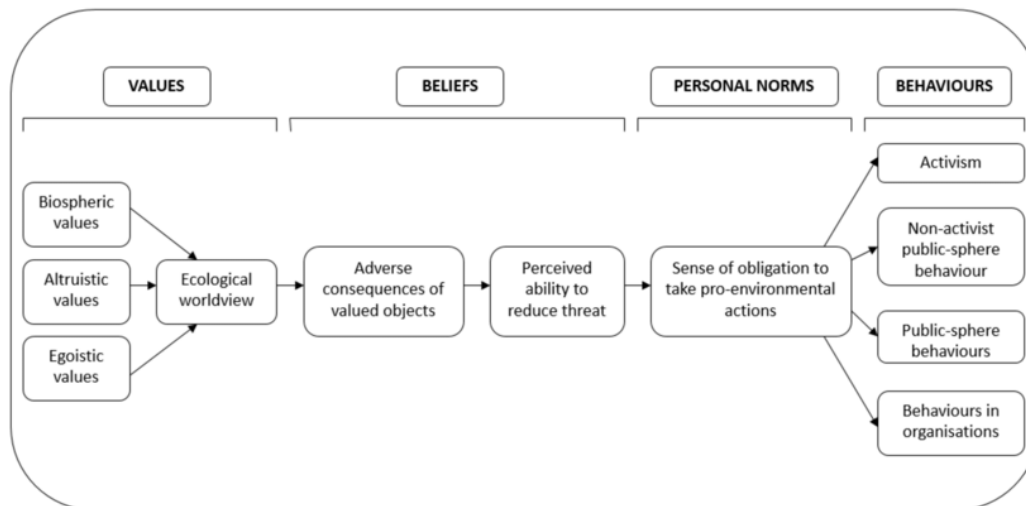 VALUES
BELIEFS
PERSONAL NORMS
BEHAVIOURS
Biospheric
values
Altruistic
values
Egoistic
values
Ecological
worldview
Adverse
consequences of
valued objects
Perceived
ability to
reduce threat
Sense of obligation to
take pro-environmental
actions
Activism
Non-activist
public-sphere
behaviour
Public-sphere
behaviours
Behaviours in
organisations